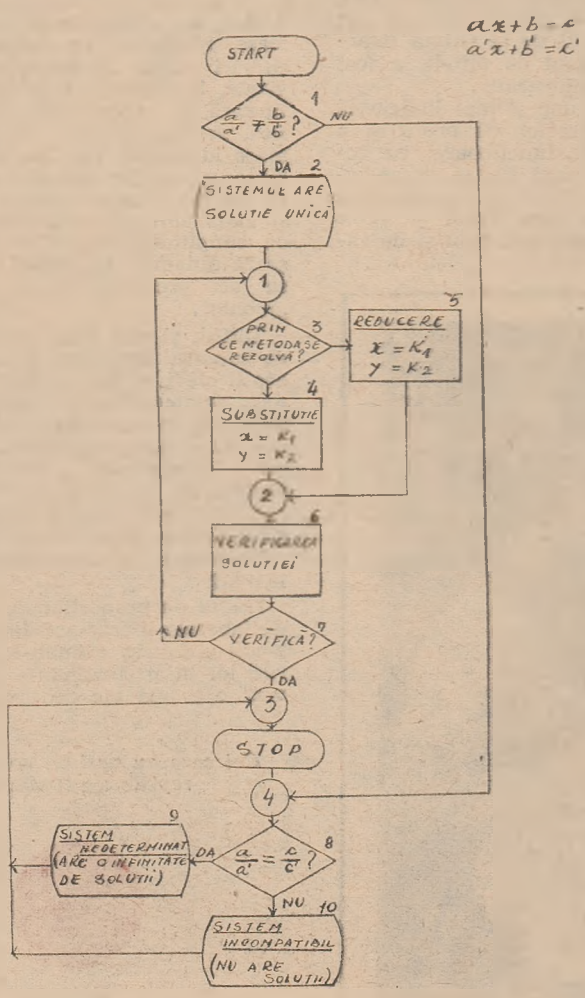 ax+b=c
a'x+b'=c'
START
1
a/a' ≠ b/b' ?
NU
DA
2
SISTEMUL ARE
SOLUTIE UNICĂ
1
PRIN
CE METODA SE
REZOLVĂ?
3
5
REDUCERE
x = K1
y = K2
4
SUBSTITUTIE
x = K1
y = K2
2
6
VERIFICAREA
SOLUTIEI
7
VERIFICĂ?
NU
DA
3
STOP
4
8
a/a' = c/c' ?
DA
9
SISTEM
NEDETERMINAT
(ARE O INFINITATE
DE SOLUTII)
NU
10
SISTEM
INCOMPATIBIL
(NU ARE
SOLUTII)